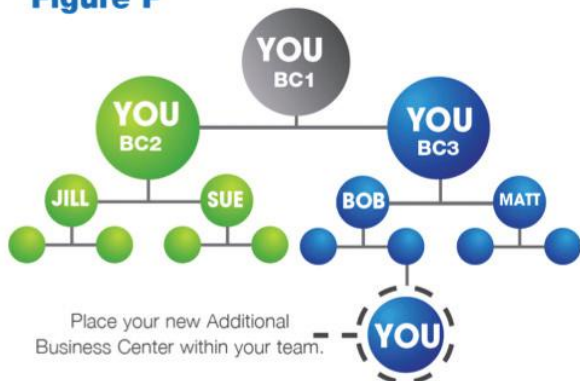 Figure F
YOU
BC1
YOU
BC2
YOU
BC3
JILL
SUE
BOB
MATT
Place your new Additional
Business Center within your team.
YOU